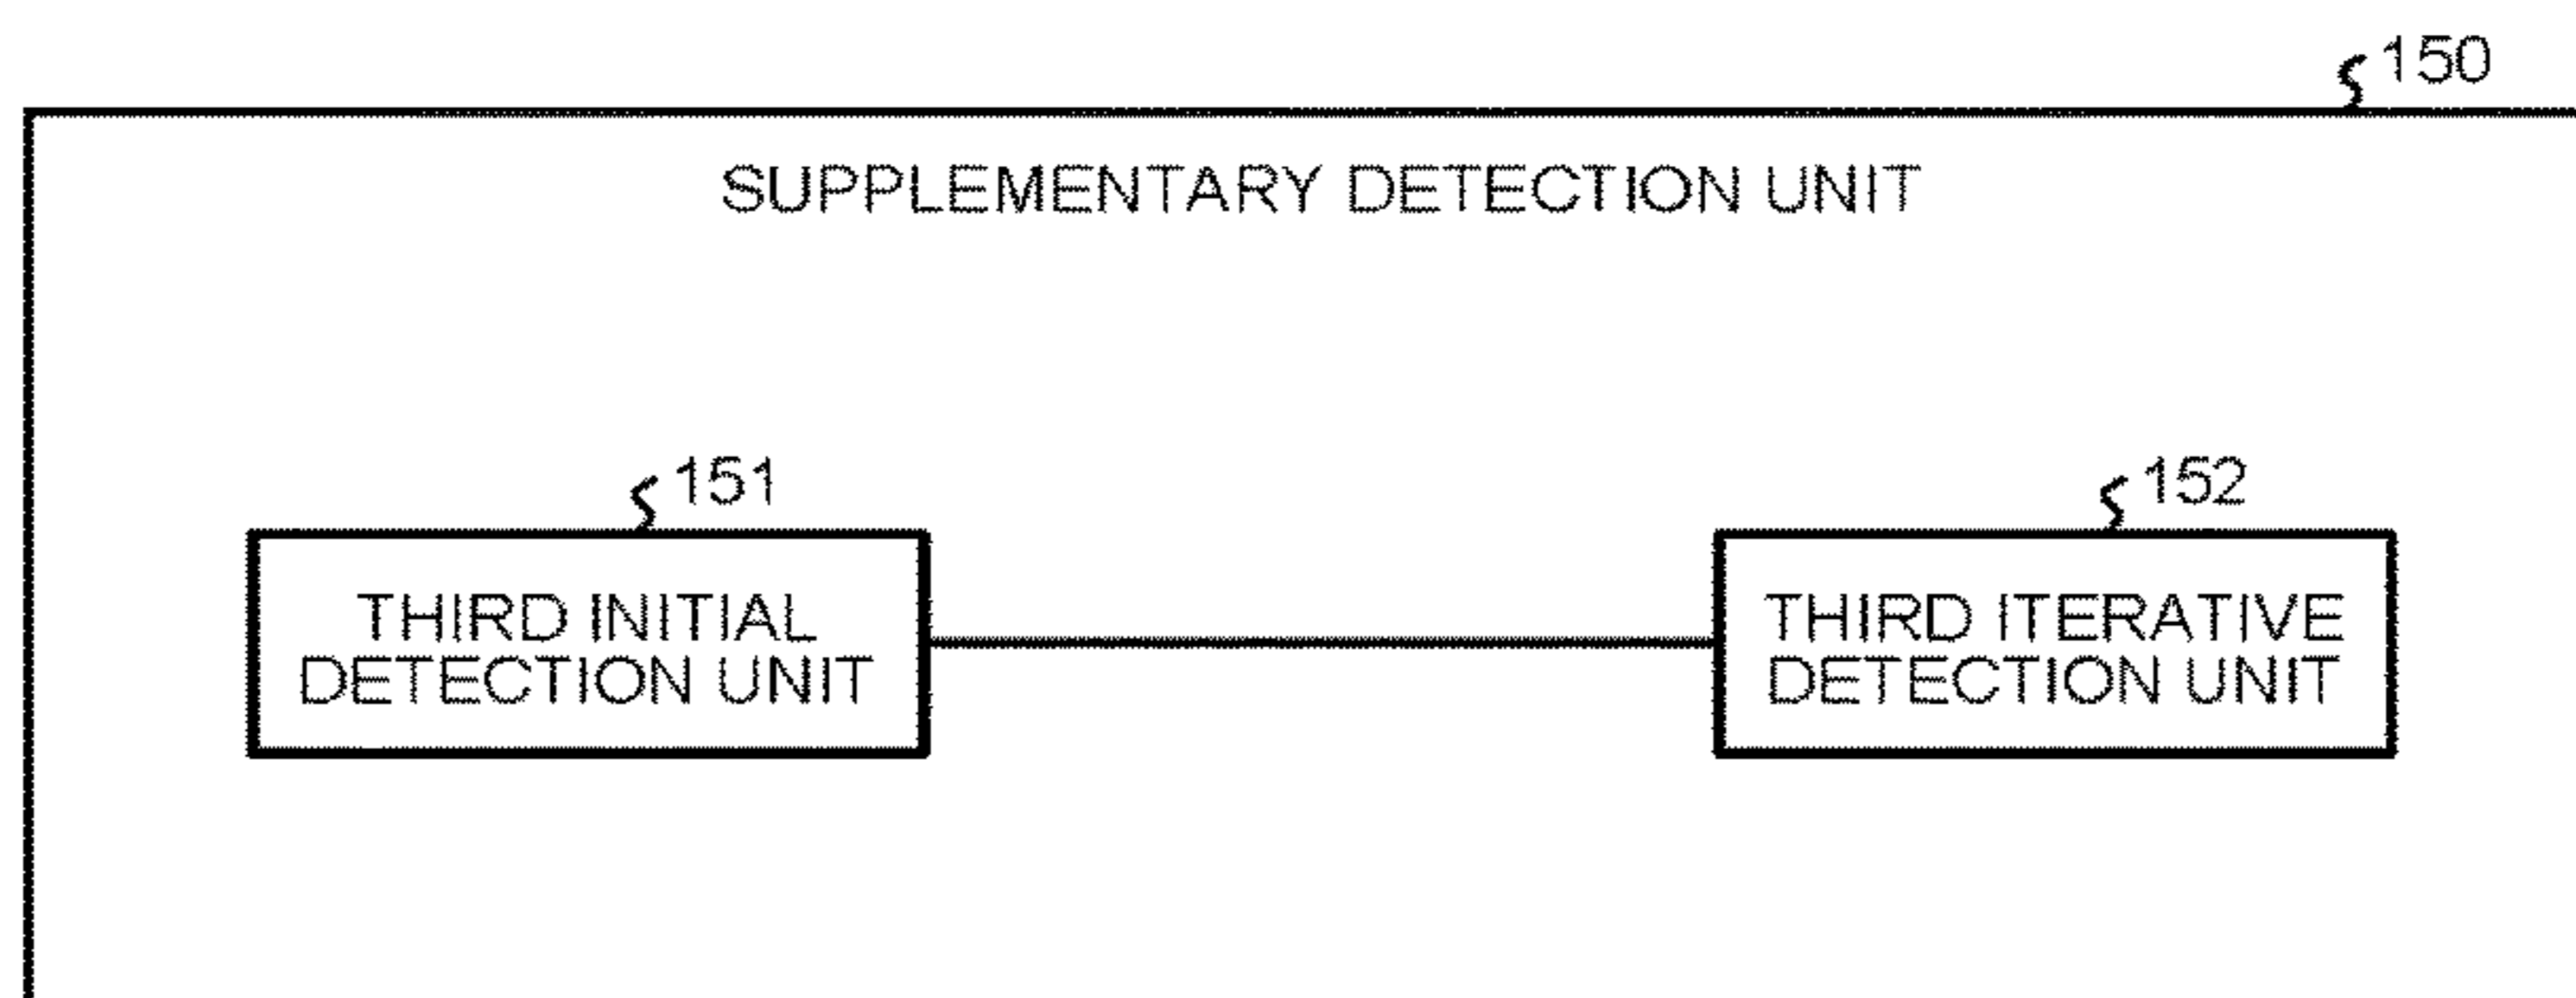 150
SUPPLEMENTARY DETECTION UNIT
151
152
THIRD INITIAL
DETECTION UNIT
THIRD ITERATIVE
DETECTION UNIT